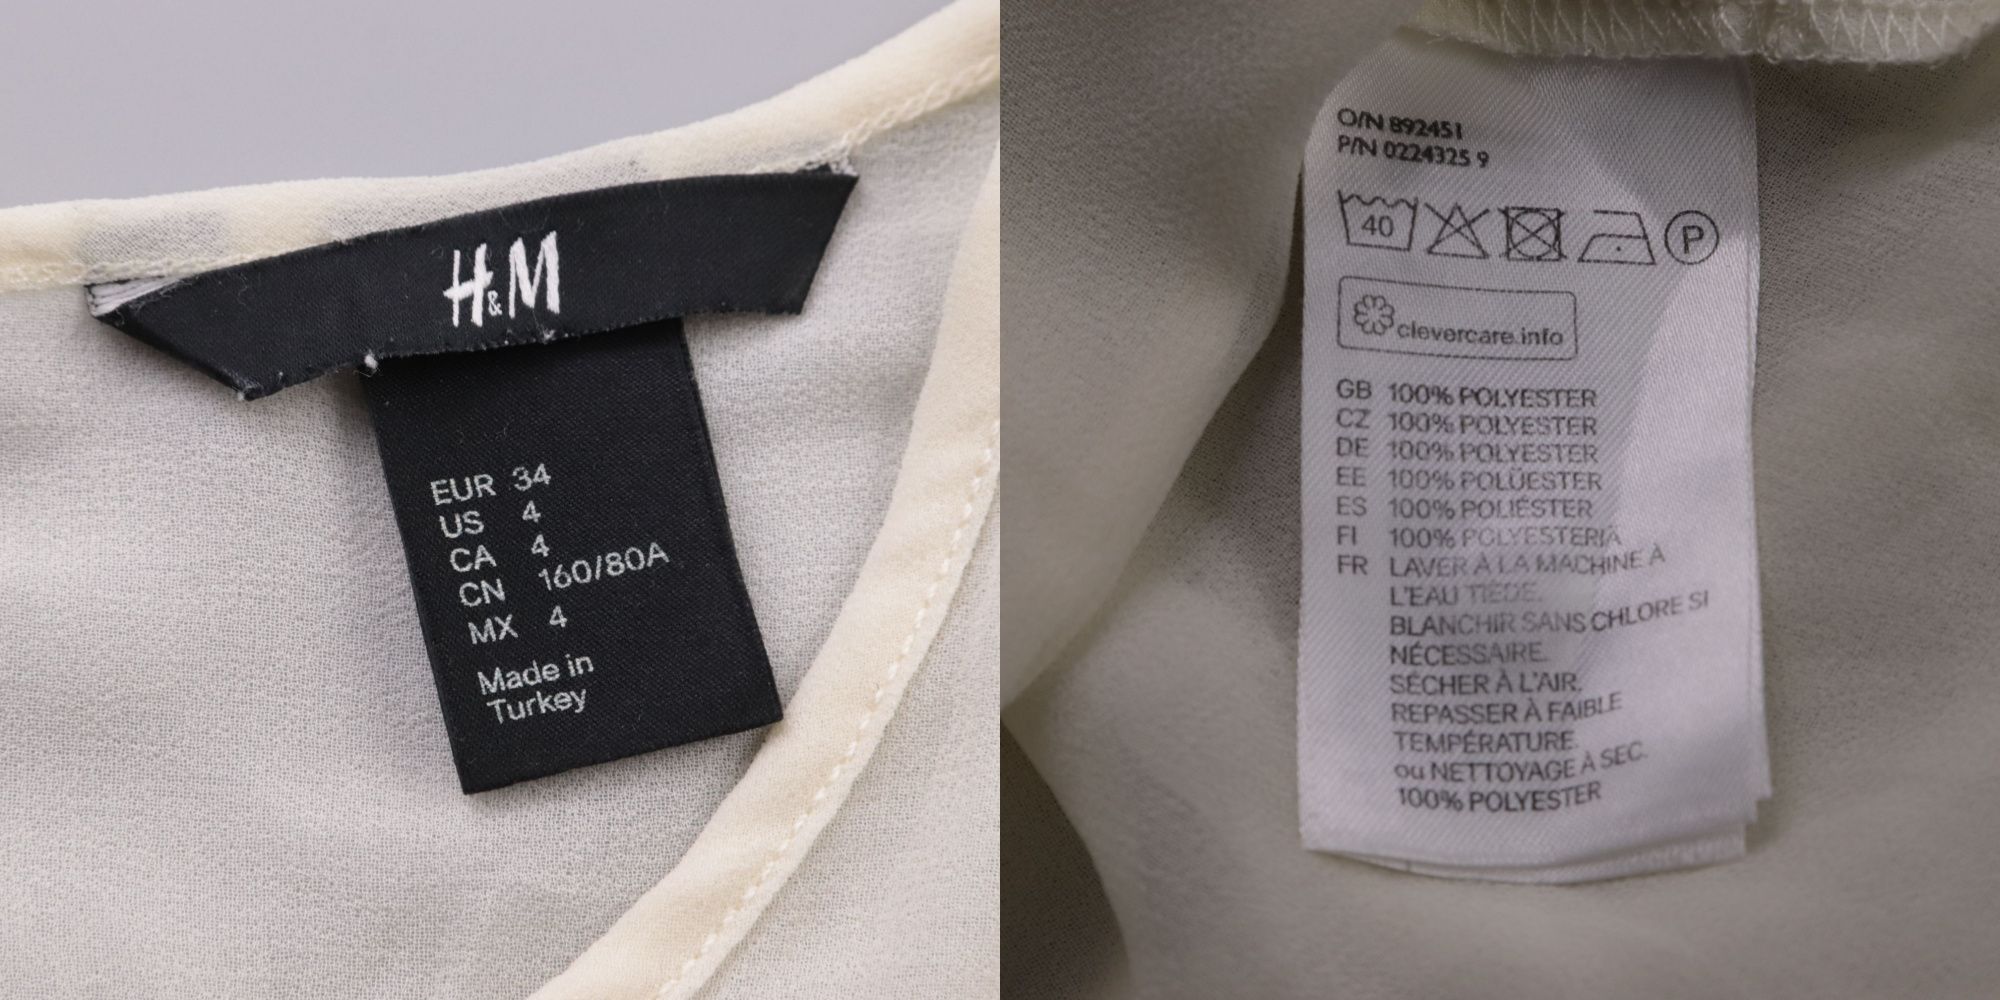 H&M
EUR 34
US 4
CA 4
CN 160/80A
MX 4
Made in
Turkey
O/N 892451
P/N 0224325 9
40
P
clevercare.info
GB 100% POLYESTER
CZ 100% POLYESTER
DE 100% POLYESTER
EE 100% POLÜESTER
ES 100% POLIÉSTER
FI 100% POLYESTERIÄ
FR LAVER À LA MACHINE À
L'EAU TIÈDE.
BLANCHIR SANS CHLORE SI
NÉCESSAIRE.
SÉCHER À L'AIR.
REPASSER À FAIBLE
TEMPÉRATURE.
ou NETTOYAGE À SEC.
100% POLYESTER